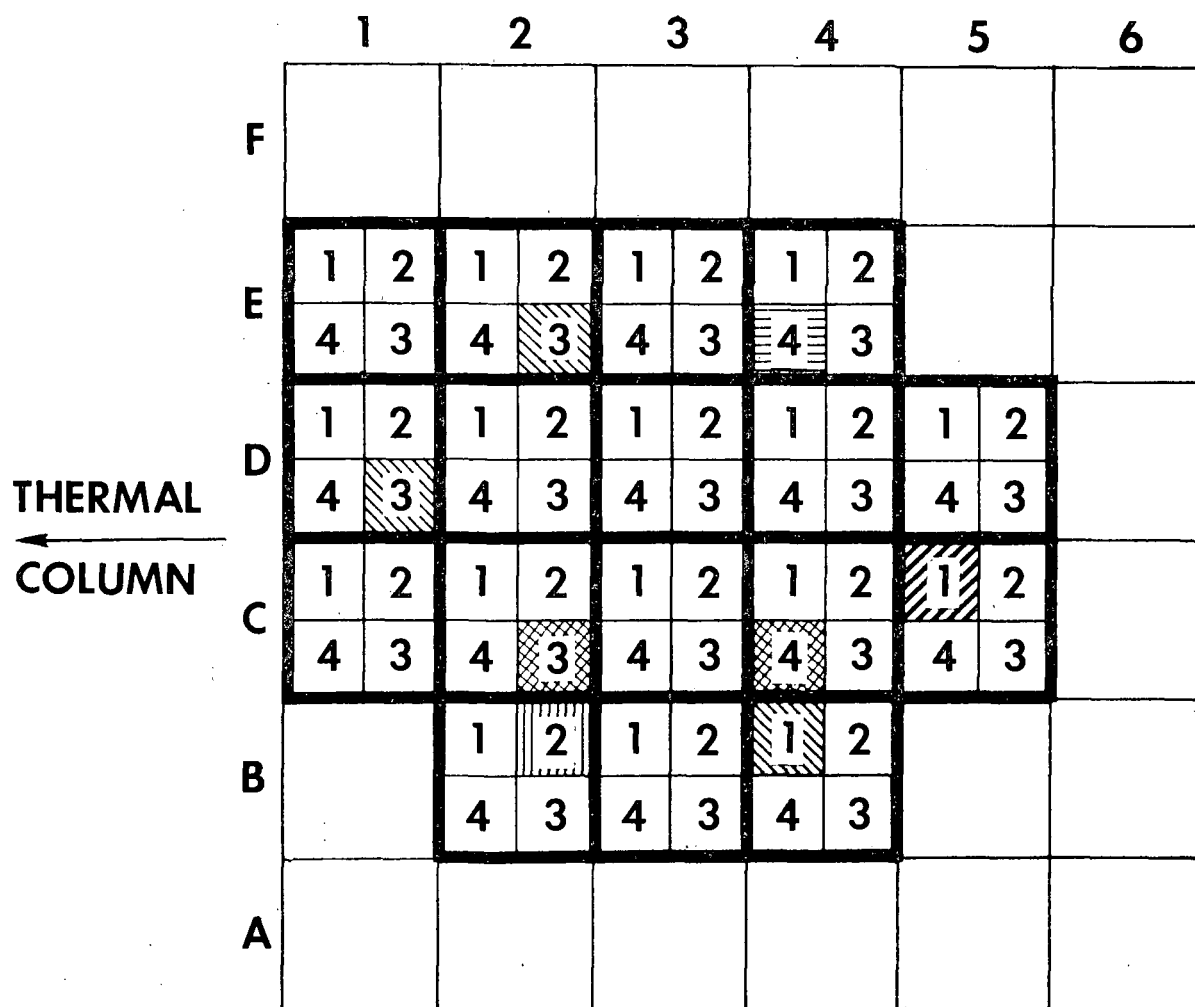 1 2 3 4 5 6
F
1 2 1 2 1 2 1 2
E
4 3 4 3 4 3 4 3
1 2 1 2 1 2 1 2 1 2
D
4 3 4 3 4 3 4 3 4 3
THERMAL
COLUMN
1 2 1 2 1 2 1 2 1 2
C
4 3 4 3 4 3 4 3 4 3
1 2 1 2 1 2
B
4 3 4 3 4 3
A